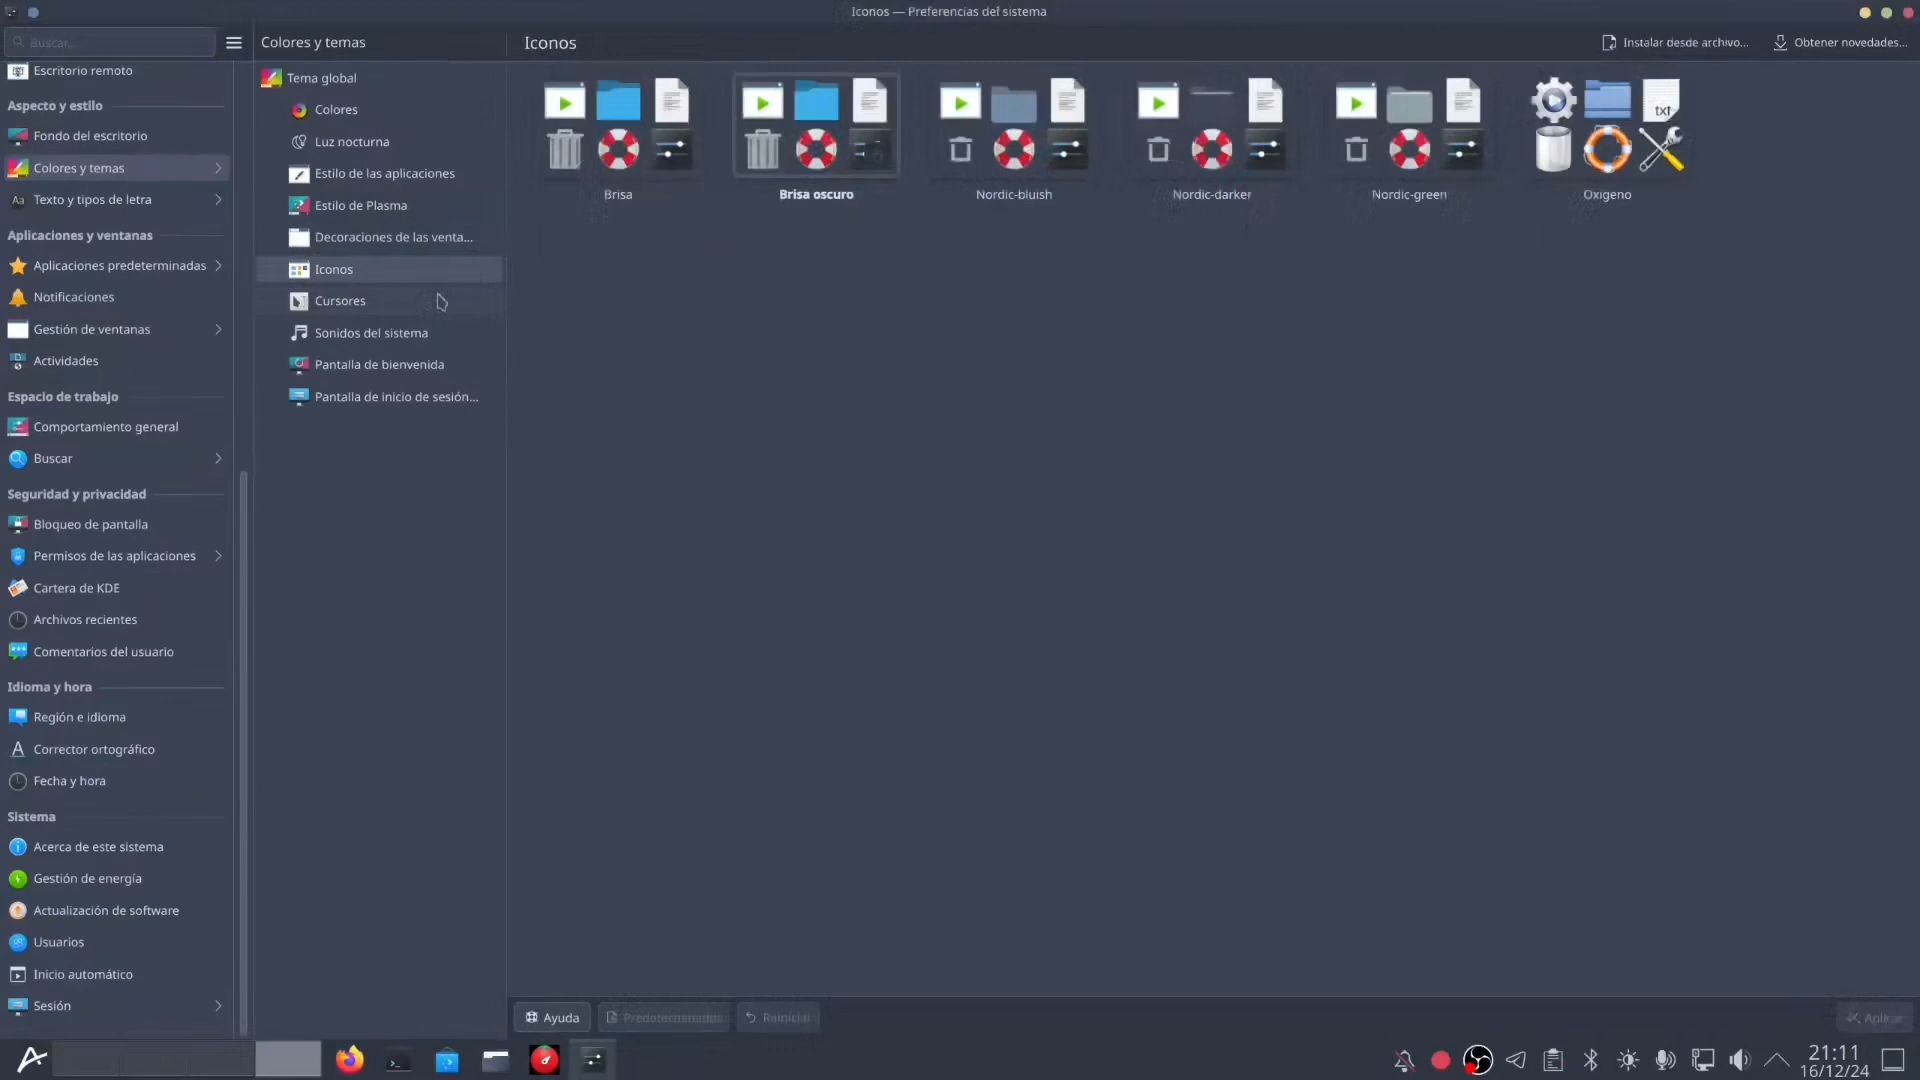 Iconos — Preferencias del sistema
Buscar...
Colores y temas
Iconos
Instalar desde archivo...
Obtener novedades...
Escritorio remoto
Aspecto y estilo
Fondo del escritorio
Colores y temas
Aa Texto y tipos de letra
Aplicaciones y ventanas
Aplicaciones predeterminadas
Notificaciones
Gestión de ventanas
Actividades
Espacio de trabajo
Comportamiento general
Buscar
Seguridad y privacidad
Bloqueo de pantalla
Permisos de las aplicaciones
Cartera de KDE
Archivos recientes
Comentarios del usuario
Idioma y hora
Región e idioma
Corrector ortográfico
Fecha y hora
Sistema
Acerca de este sistema
Gestión de energía
Actualización de software
Usuarios
Inicio automático
Sesión
Tema global
Colores
Luz nocturna
Estilo de las aplicaciones
Estilo de Plasma
Decoraciones de las venta...
Iconos
Cursores
Sonidos del sistema
Pantalla de bienvenida
Pantalla de inicio de sesión...
txt
Brisa
Brisa oscuro
Nordic-bluish
Nordic-darker
Nordic-green
Oxígeno
Ayuda
Predeterminados
Reiniciar
Aplicar
21:11
16/12/24